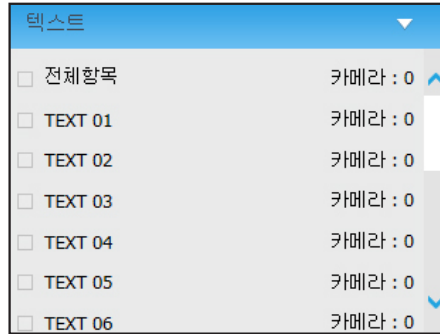 텍스트
전체항목 카메라 : 0
TEXT 01 카메라 : 0
TEXT 02 카메라 : 0
TEXT 03 카메라 : 0
TEXT 04 카메라 : 0
TEXT 05 카메라 : 0
TEXT 06 카메라 : 0